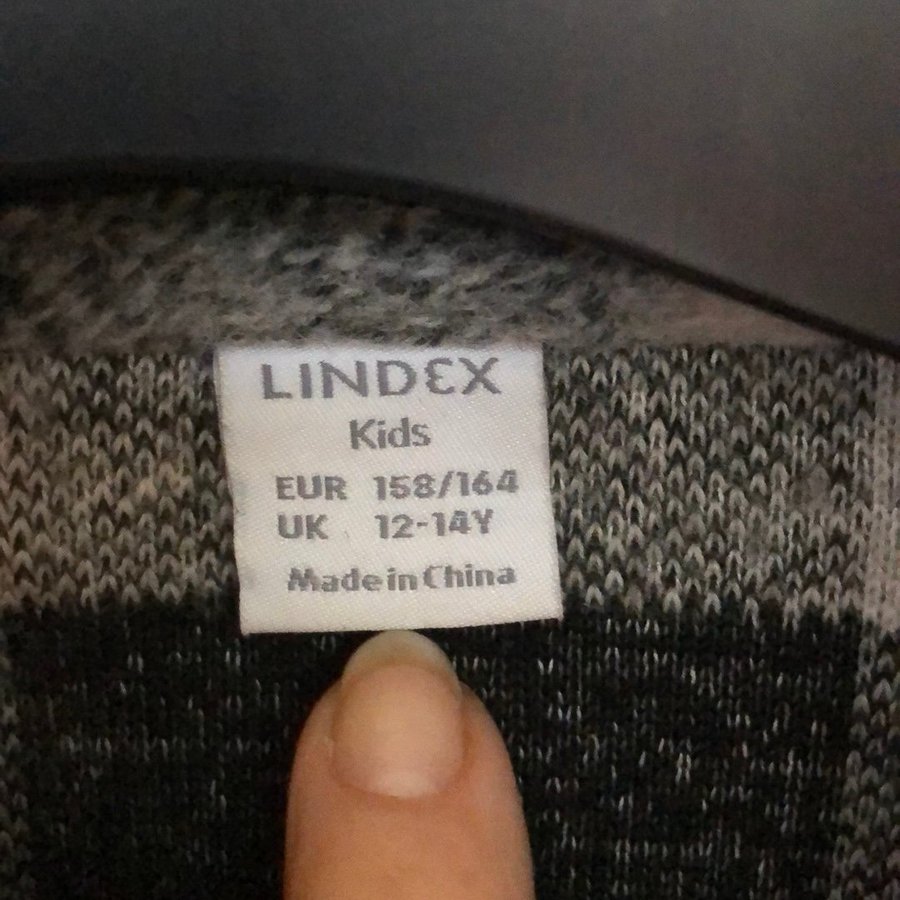 LINDEX
Kids
EUR 158/164
UK 12-14Y
Made in China